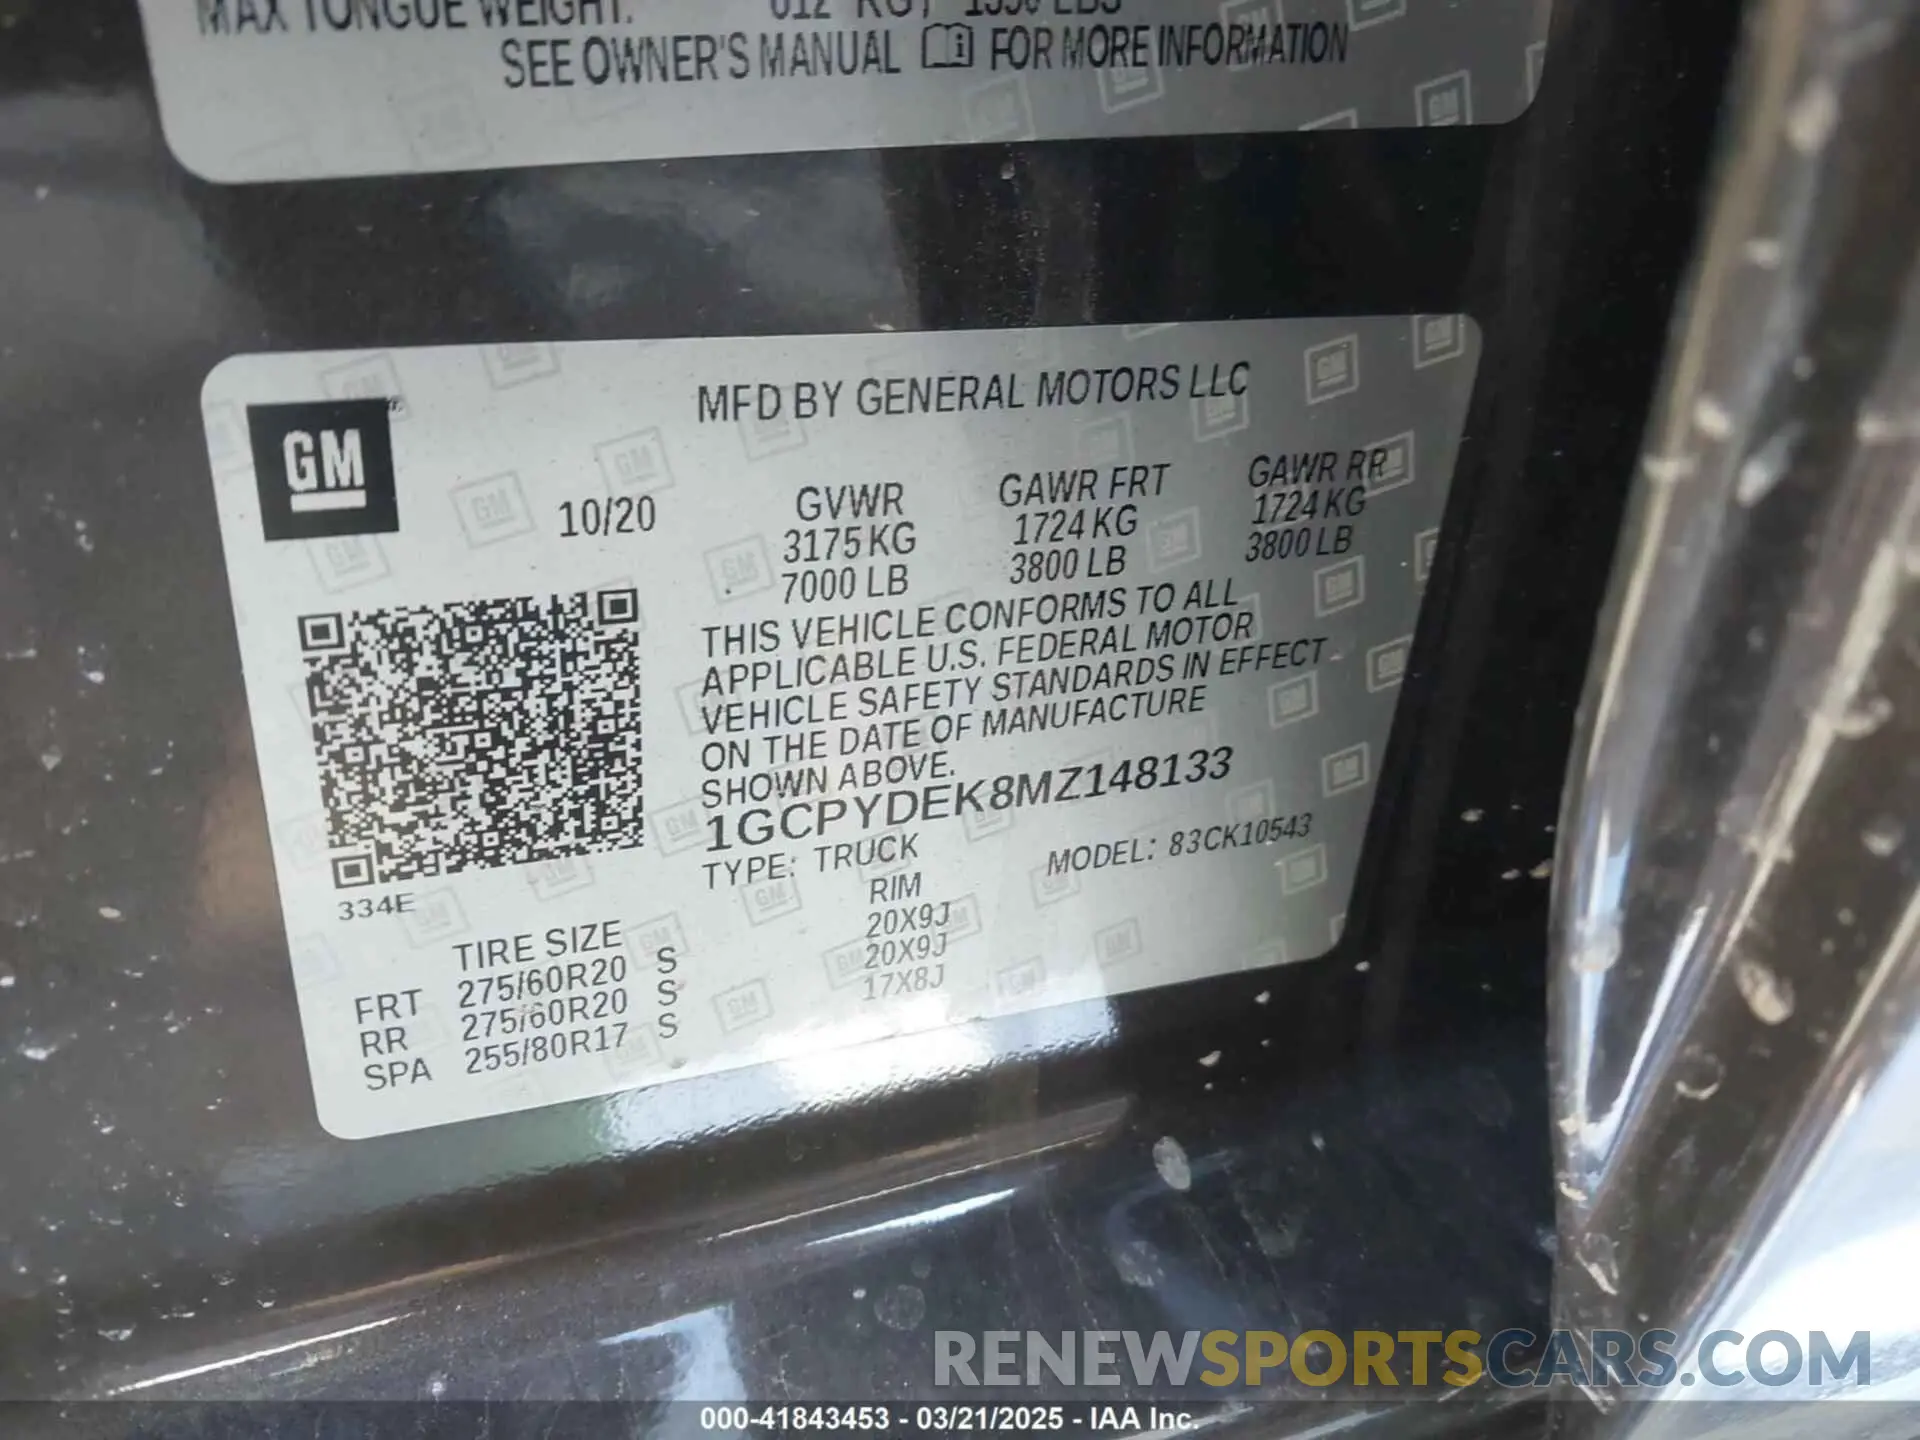 MAX TONGUE WEIGHT: 612 KG, 1350 LBS
SEE OWNER'S MANUAL FOR MORE INFORMATION
GM
MFD BY GENERAL MOTORS LLC
10/20
GVWR GAWR FRT GAWR RR
3175 KG 1724 KG 1724 KG
7000 LB 3800 LB 3800 LB
THIS VEHICLE CONFORMS TO ALL
APPLICABLE U.S. FEDERAL MOTOR
VEHICLE SAFETY STANDARDS IN EFFECT
ON THE DATE OF MANUFACTURE
SHOWN ABOVE.
1GCPYDEK8MZ148133
TYPE: TRUCK MODEL: 83CK10543
334E
TIRE SIZE RIM
FRT 275/60R20 S 20X9J
RR 275/60R20 S 20X9J
SPA 255/80R17 S 17X8J
RENEWSPORTSCARS.COM
000-41843453 - 03/21/2025 - IAA Inc.